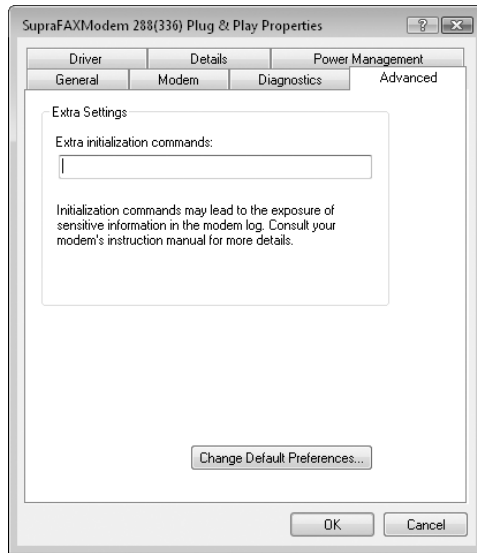 SupraFAXModem 288(336) Plug & Play Properties
Driver Details Power Management
General Modem Diagnostics Advanced
Extra Settings
Extra initialization commands:
Initialization commands may lead to the exposure of
sensitive information in the modem log. Consult your
modem's instruction manual for more details.
Change Default Preferences...
OK Cancel